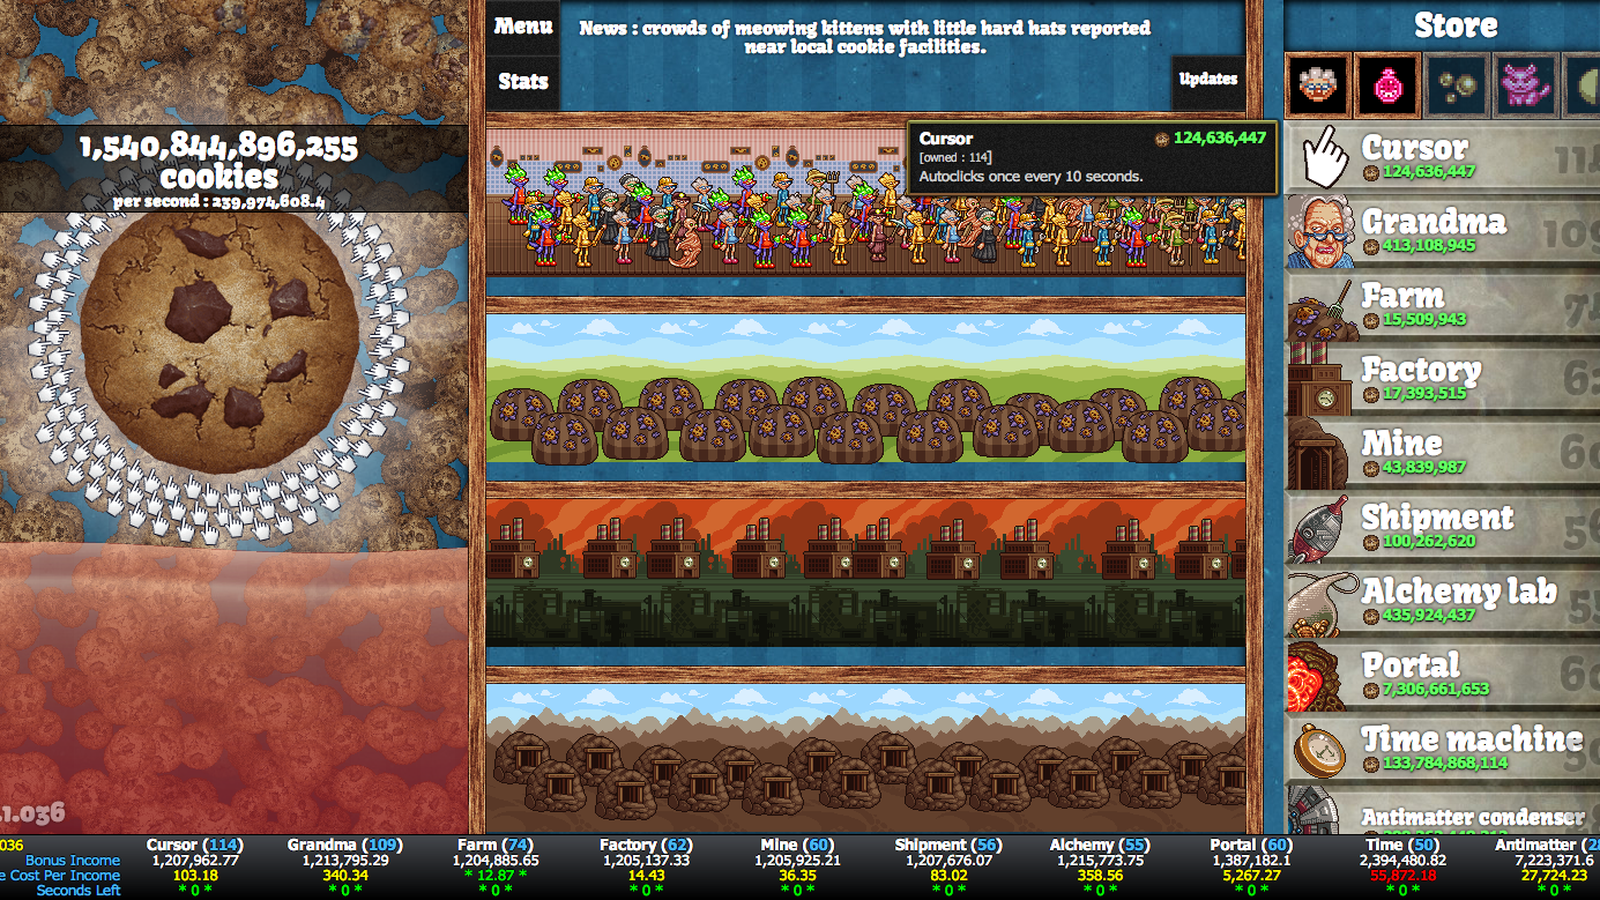 1,540,844,896,255
cookies
per second : 239,974,608.4
Menu
Stats
News : crowds of meowing kittens with little hard hats reported
near local cookie facilities.
Updates
Cursor 124,636,447
[owned : 114]
Autoclicks once every 10 seconds.
Store
Cursor
124,636,447
Grandma
413,108,945
Farm
15,509,943
Factory
17,393,515
Mine
43,839,987
Shipment
100,262,620
Alchemy lab
435,924,437
Portal
7,306,661,653
Time machine
133,784,868,114
Antimatter condenser
.1.036
036 Cursor (114) Grandma (109) Farm (74) Factory (62) Mine (60) Shipment (56) Alchemy (55) Portal (60) Time (50) Antimatter
Bonus Income 1,207,962.77 1,213,795.29 1,204,885.65 1,205,137.33 1,205,925.21 1,207,676.07 1,215,773.75 1,387,182.1 2,394,480.82 7,223,371.6
Cost Per Income 103.18 340.34 * 12.87 * 14.43 36.35 83.02 358.56 5,267.27 55,872.18 27,724.23
Seconds Left * 0 * * 0 * * 0 * * 0 * * 0 * * 0 * * 0 * * 0 * * 0 * * 0 *